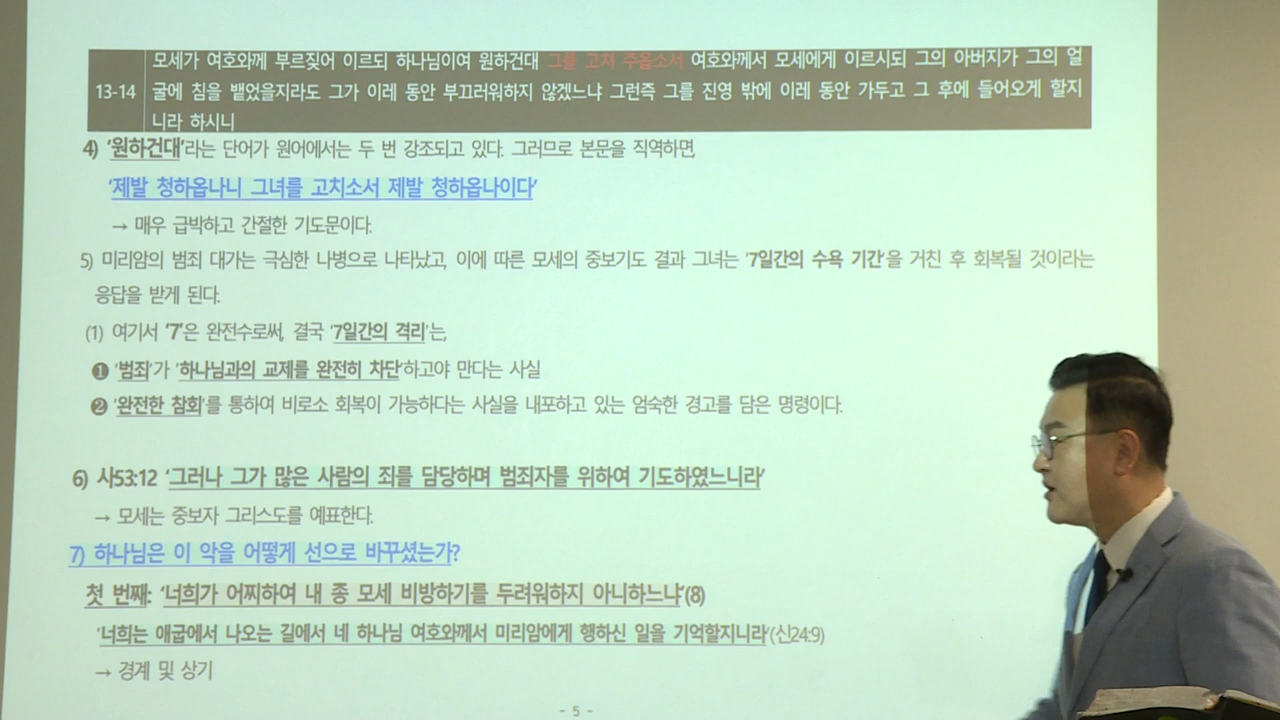 모세가 여호와께 부르짖어 이르되 하나님이여 원하건대 그를 고쳐 주옵소서 여호와께서 모세에게 이르시되 그의 아버지가 그의 얼
13-14 굴에 침을 뱉었을지라도 그가 이레 동안 부끄러워하지 않겠느냐 그런즉 그를 진영 밖에 이레 동안 가두고 그 후에 들어오게 할지
니라 하시니
4) '원하건대'라는 단어가 원어에서는 두 번 강조되고 있다. 그러므로 본문을 직역하면,
'제발 청하옵나니 그녀를 고치소서 제발 청하옵나이다'
→ 매우 급박하고 간절한 기도문이다.
5) 미리암의 범죄 대가는 극심한 나병으로 나타났고, 이에 따른 모세의 중보기도 결과 그녀는 '7일간의 수욕 기간'을 거친 후 회복될 것이라는
응답을 받게 된다.
(1) 여기서 '7'은 완전수로써, 결국 '7일간의 격리'는,
❶ '범죄'가 '하나님과의 교제를 완전히 차단'하고야 만다는 사실
❷ '완전한 참회'를 통하여 비로소 회복이 가능하다는 사실을 내포하고 있는 엄숙한 경고를 담은 명령이다.
6) 사53:12 '그러나 그가 많은 사람의 죄를 담당하며 범죄자를 위하여 기도하였느니라'
→ 모세는 중보자 그리스도를 예표한다.
7) 하나님은 이 악을 어떻게 선으로 바꾸셨는가?
첫 번째: '너희가 어찌하여 내 종 모세 비방하기를 두려워하지 아니하느냐'(8)
'너희는 애굽에서 나오는 길에서 네 하나님 여호와께서 미리암에게 행하신 일을 기억할지니라'(신24:9)
→ 경계 및 상기
- 5 -